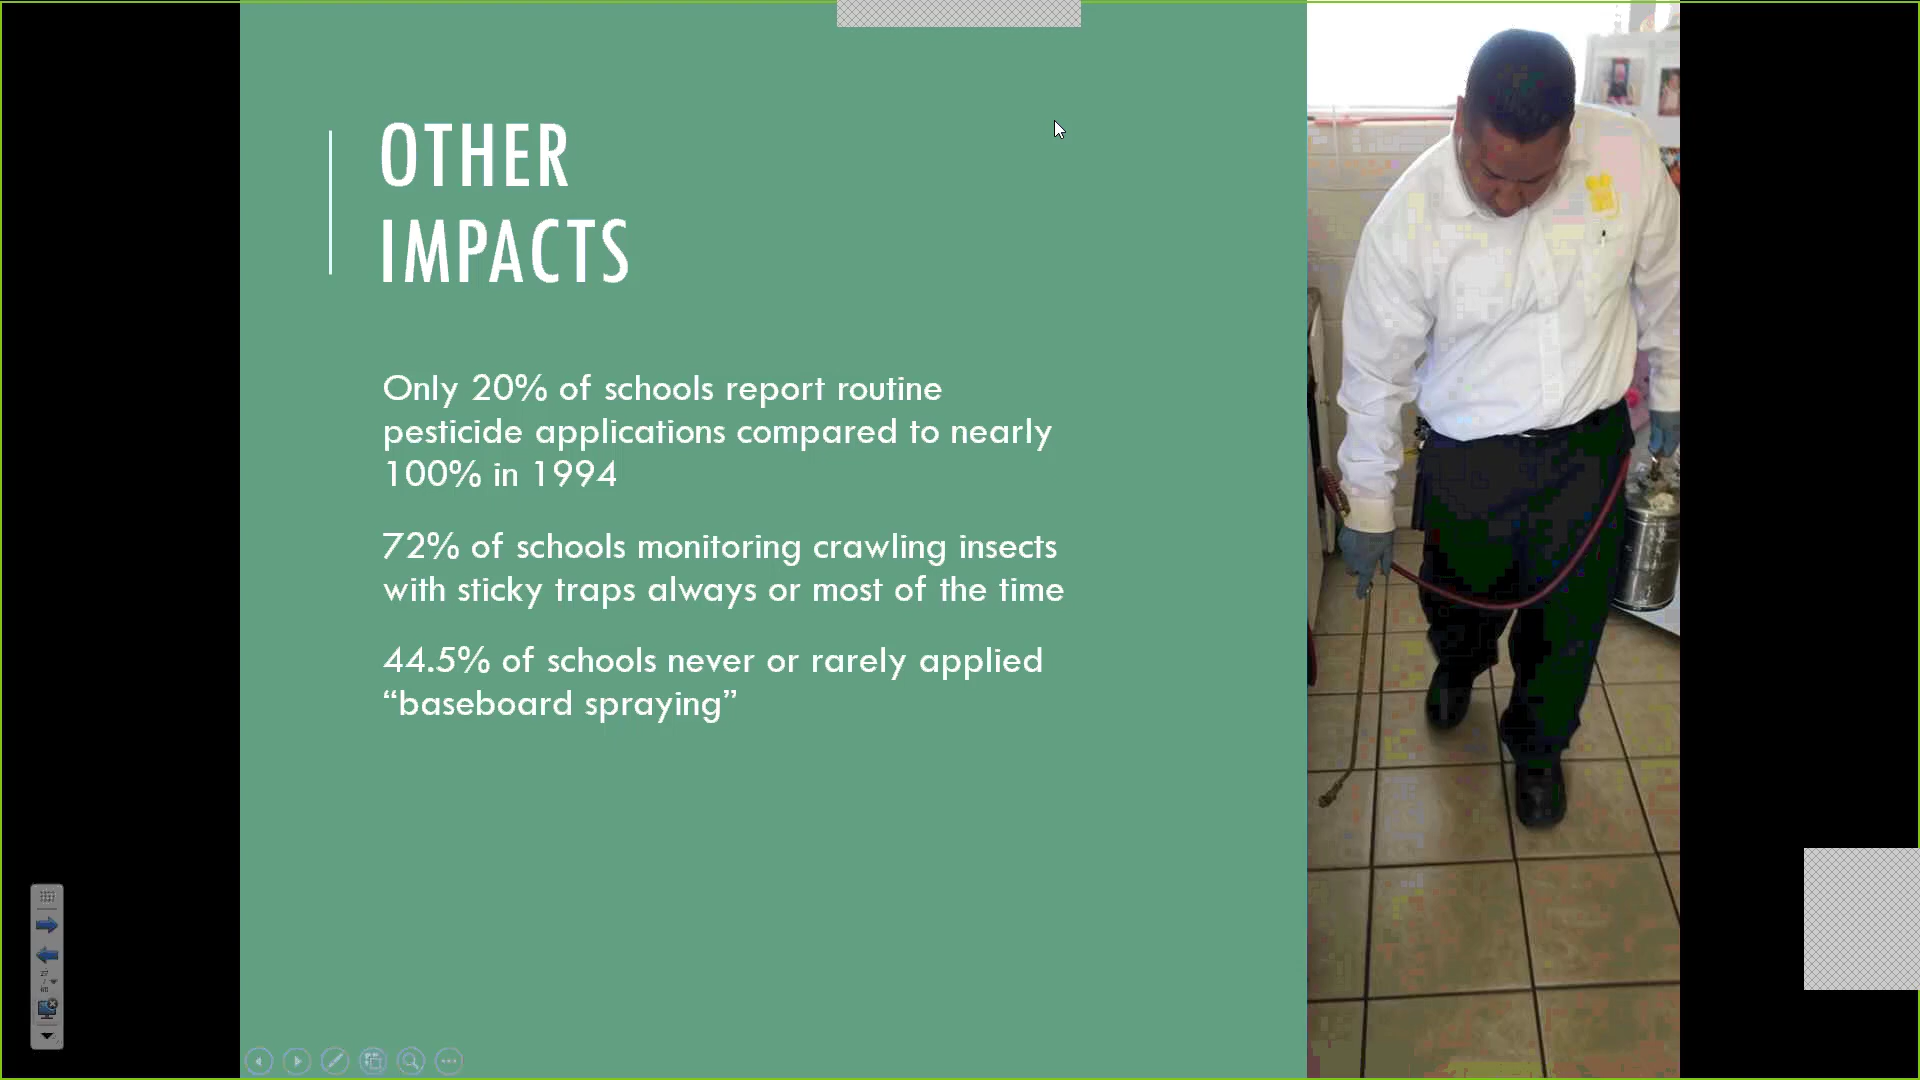 OTHER
IMPACTS
Only 20% of schools report routine
pesticide applications compared to nearly
100% in 1994
72% of schools monitoring crawling insects
with sticky traps always or most of the time
44.5% of schools never or rarely applied
“baseboard spraying”